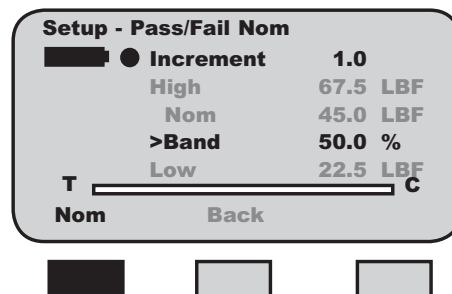 Setup - Pass/Fail Nom
Increment 1.0
High 67.5 LBF
Nom 45.0 LBF
>Band 50.0 %
Low 22.5 LBF
T C
Nom Back